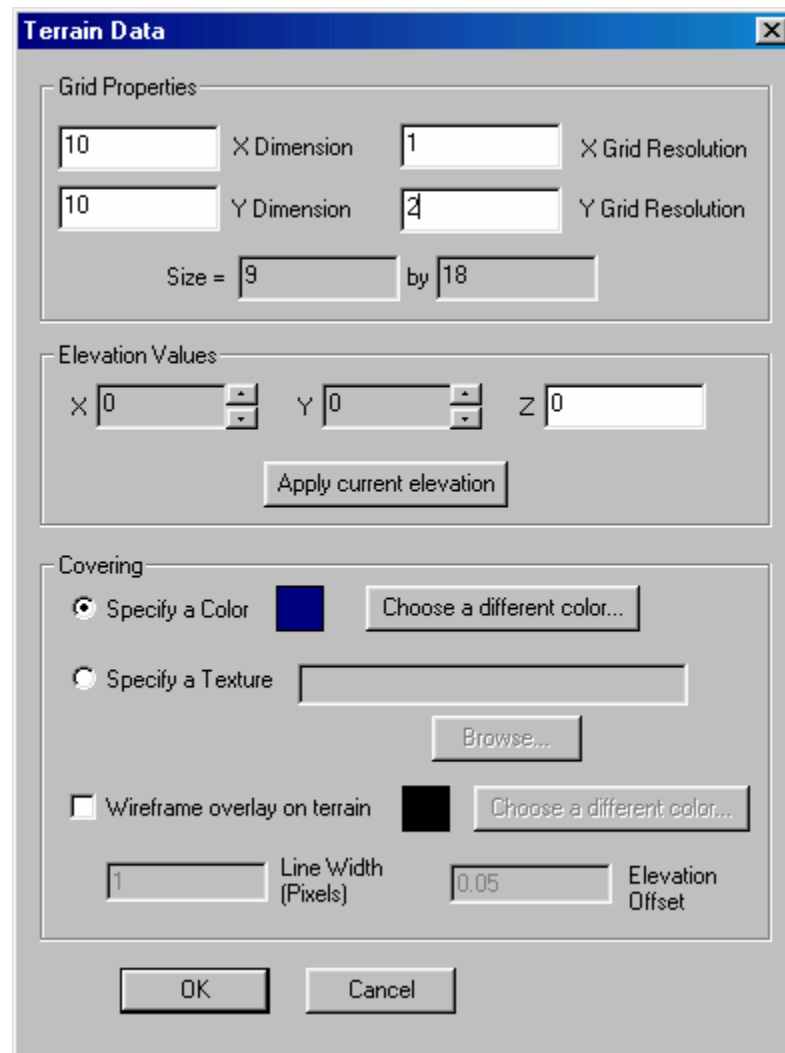 Terrain Data
Grid Properties
10 X Dimension 1 X Grid Resolution
10 Y Dimension 2 Y Grid Resolution
Size = 9 by 18
Elevation Values
X 0 Y 0 Z 0
Apply current elevation
Covering
Specify a Color Choose a different color...
Specify a Texture
Browse...
Wireframe overlay on terrain Choose a different color...
1 Line Width (Pixels) 0.05 Elevation Offset
OK Cancel